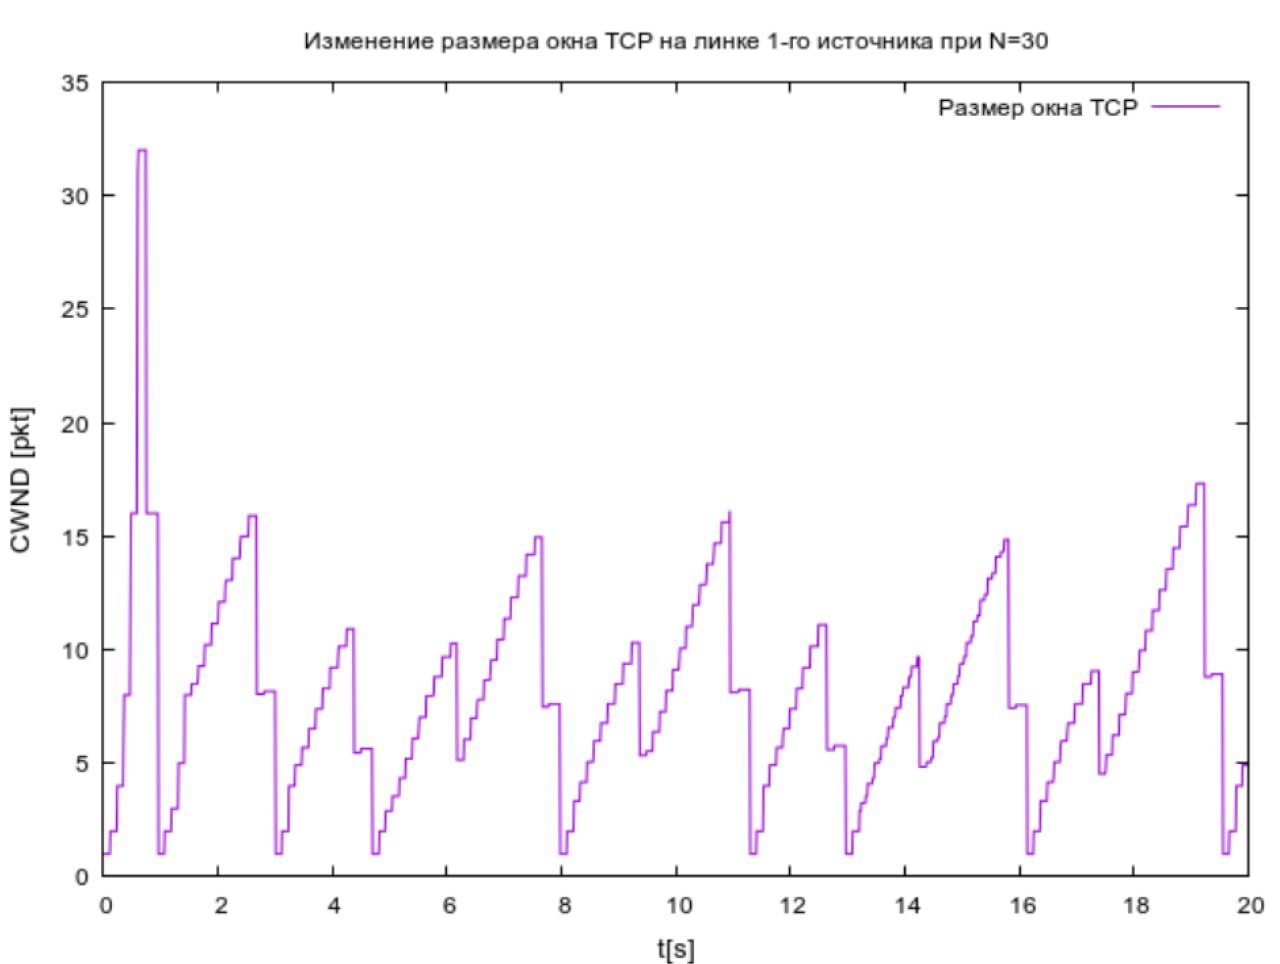 Изменение размера окна TCP на линке 1-го источника при N=30
Размер окна TCP
35
30
25
20
15
10
5
0
CWND [pkt]
0 2 4 6 8 10 12 14 16 18 20
t[s]